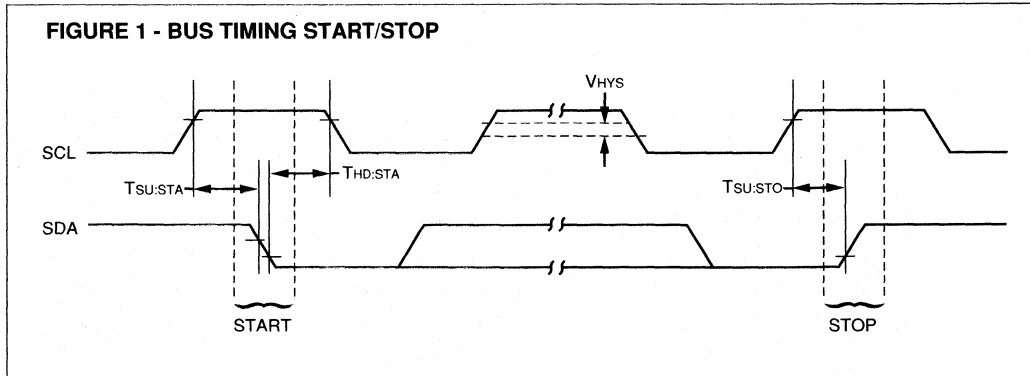 FIGURE 1 - BUS TIMING START/STOP
VHYS
SCL
TSU:STA
THD:STA
TSU:STO
SDA
START
STOP